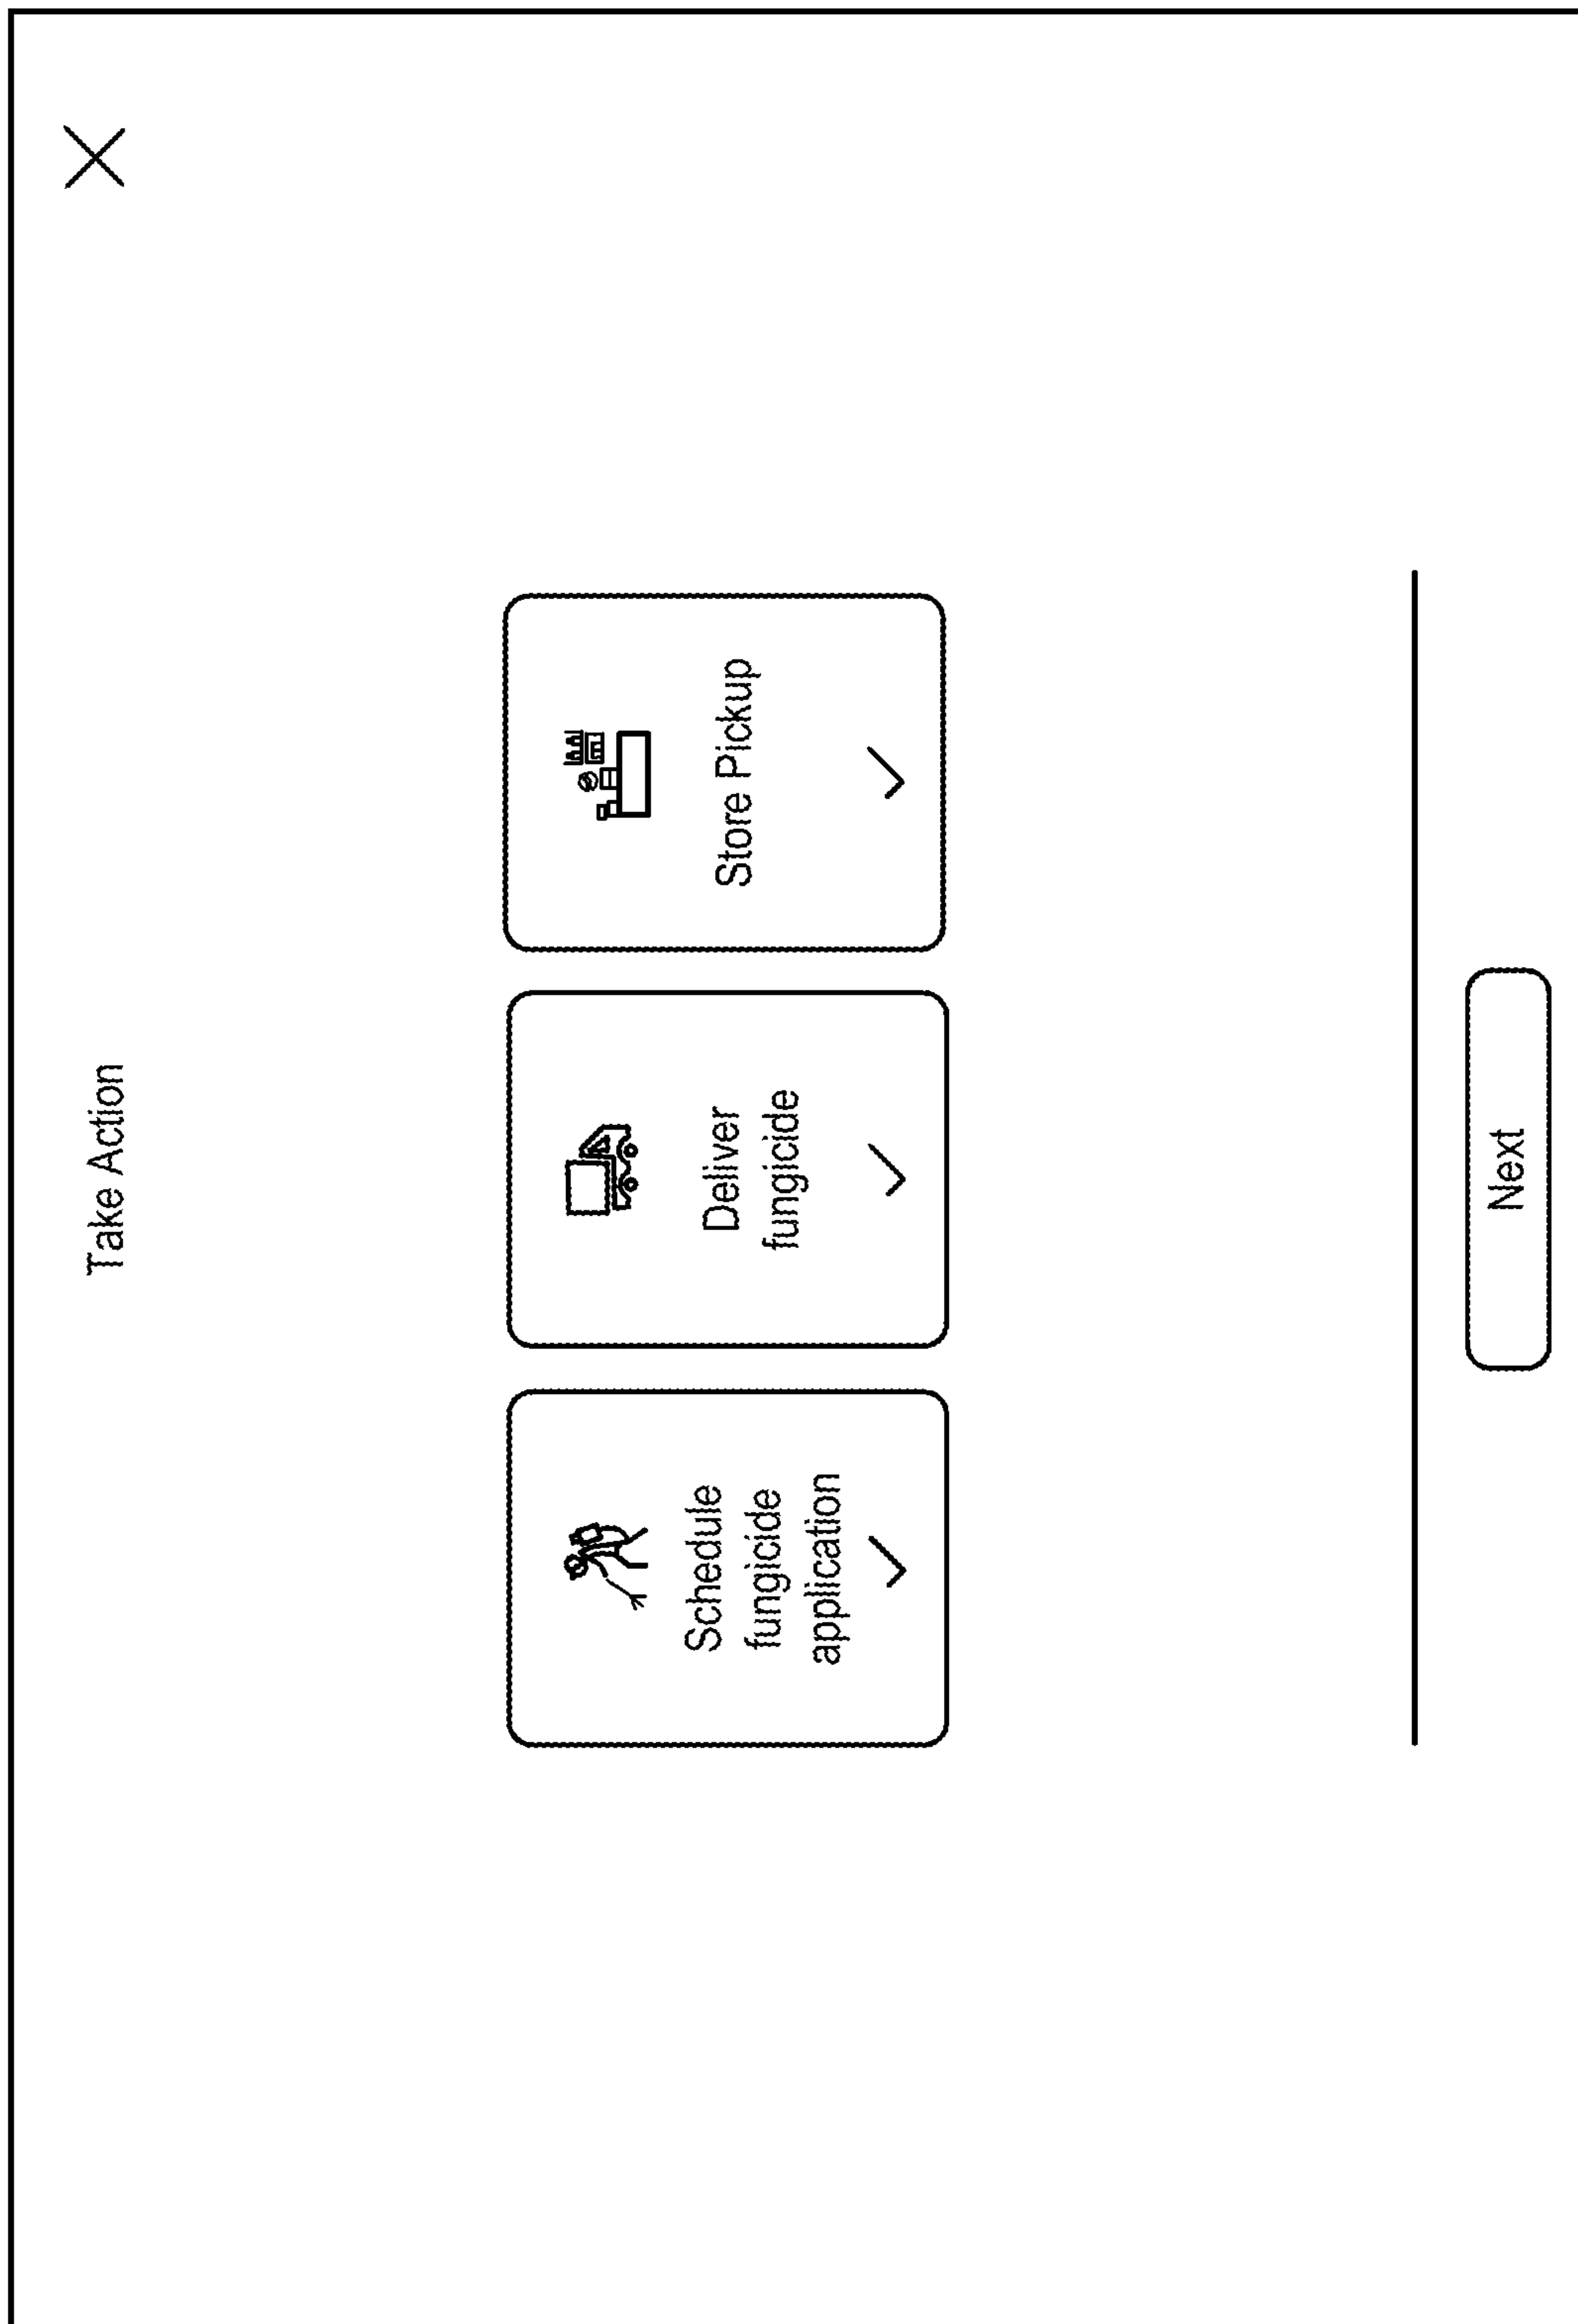 Take Action
Schedule
fungicide
application
Deliver
fungicide
Store Pickup
Next